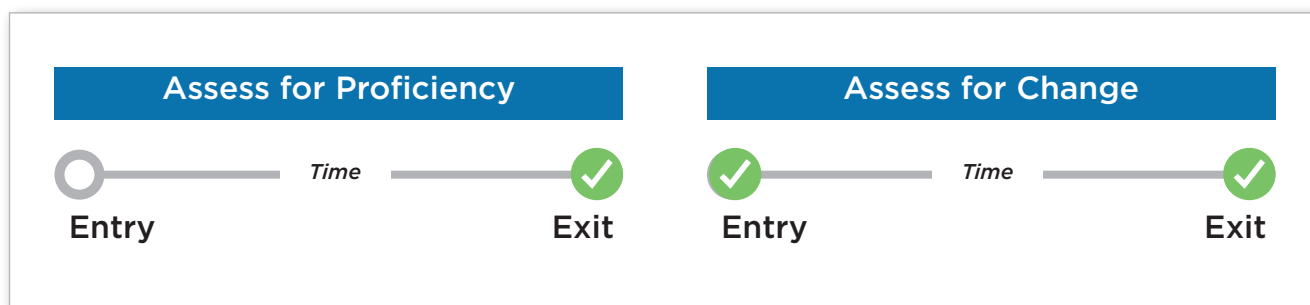 Assess for Proficiency
Time
Entry Exit
Assess for Change
Time
Entry Exit